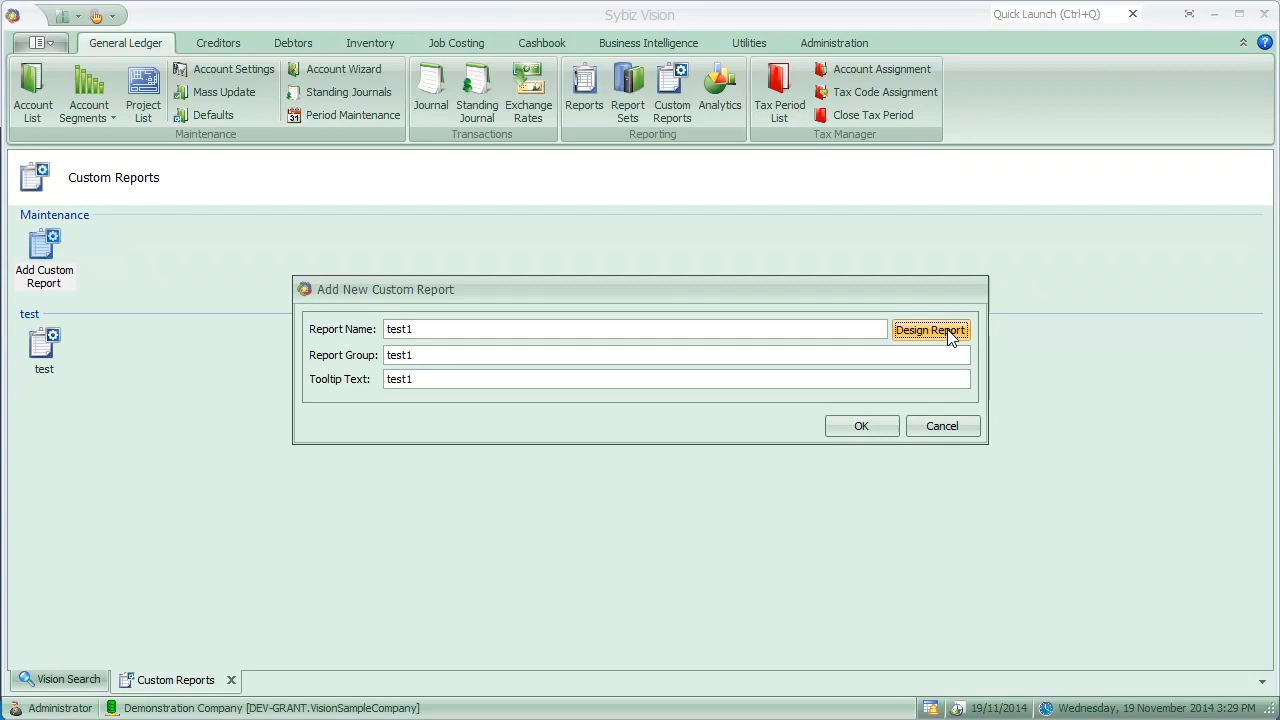 Sybiz Vision
Quick Launch (Ctrl+Q)
General Ledger
Creditors
Debtors
Inventory
Job Costing
Cashbook
Business Intelligence
Utilities
Administration
Account List
Account Segments
Project List
Account Settings
Mass Update
Defaults
Account Wizard
Standing Journals
Period Maintenance
Maintenance
Journal
Standing Journal
Exchange Rates
Transactions
Reports
Report Sets
Custom Reports
Analytics
Reporting
Tax Period List
Account Assignment
Tax Code Assignment
Close Tax Period
Tax Manager
Custom Reports
Maintenance
Add Custom
Report
test
test
Add New Custom Report
Report Name: test1
Design Report
Report Group: test1
Tooltip Text: test1
OK
Cancel
Vision Search
Custom Reports
Administrator
Demonstration Company [DEV-GRANT.VisionSampleCompany]
19/11/2014
Wednesday, 19 November 2014 3:29 PM